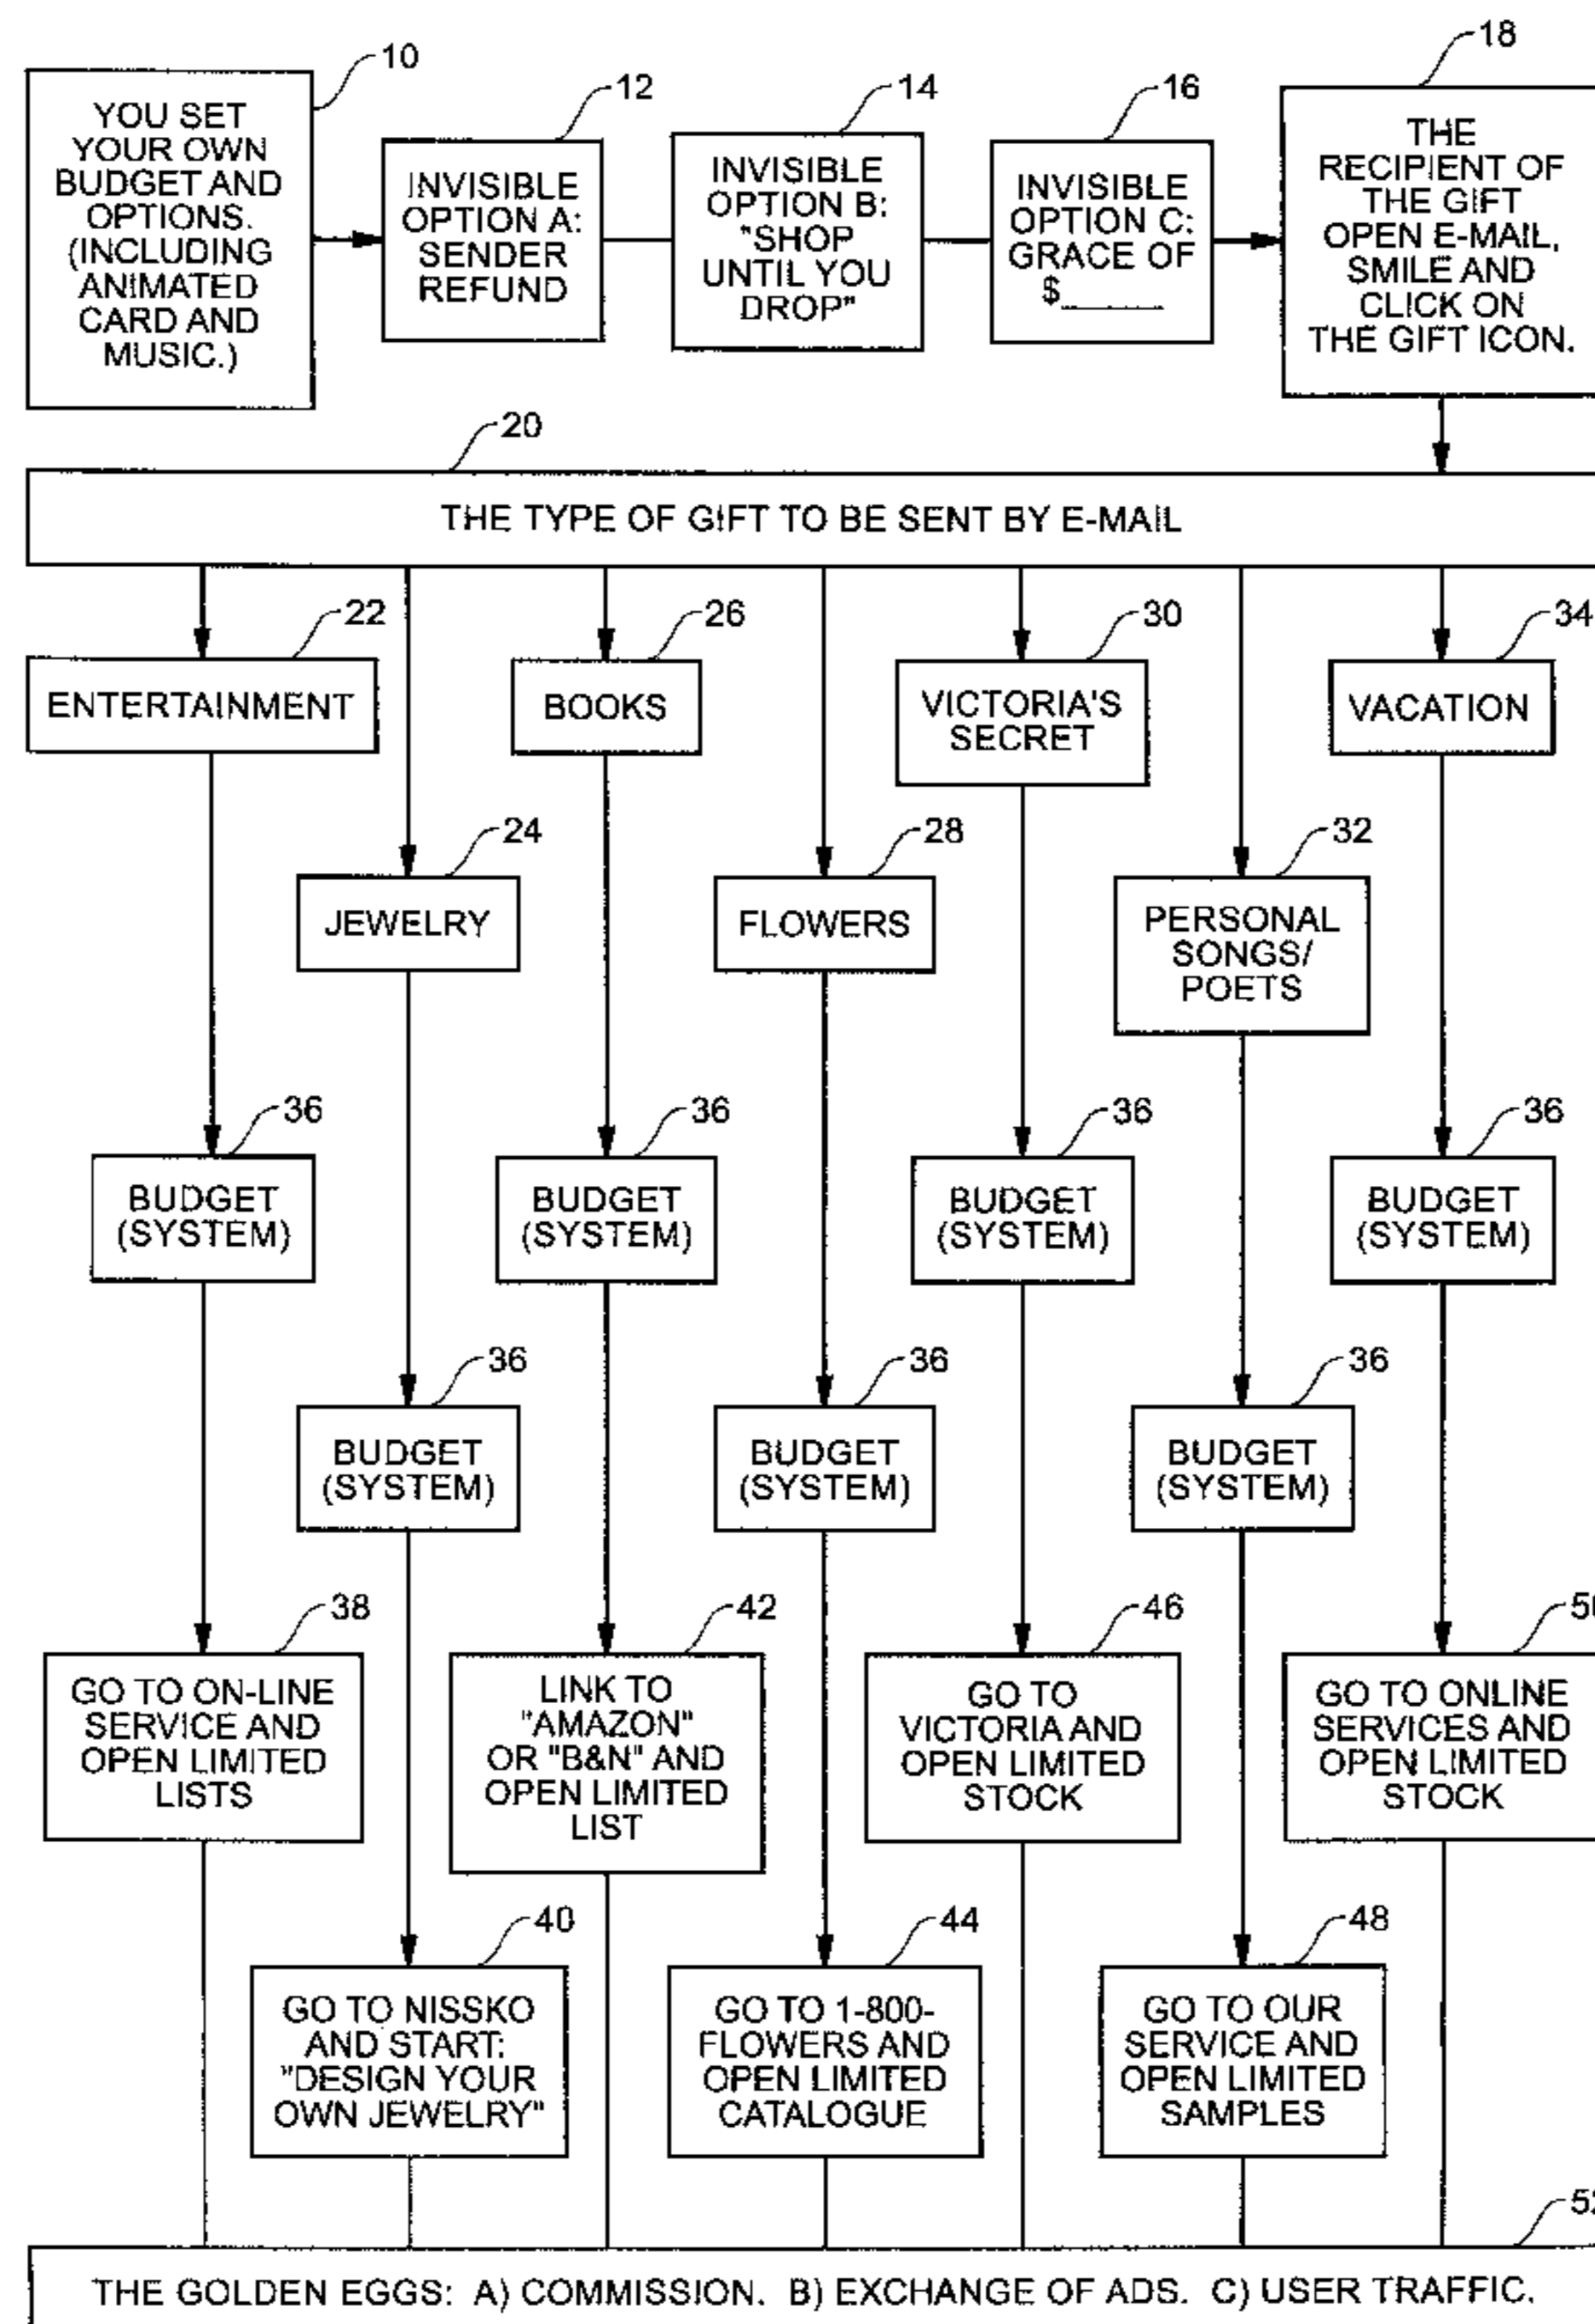 10
YOU SET
YOUR OWN
BUDGET AND
OPTIONS.
(INCLUDING
ANIMATED
CARD AND
MUSIC.)
12
INVISIBLE
OPTION A:
SENDER
REFUND
14
INVISIBLE
OPTION B:
"SHOP
UNTIL YOU
DROP"
16
INVISIBLE
OPTION C:
GRACE OF
$______
18
THE
RECIPIENT OF
THE GIFT
OPEN E-MAIL,
SMILE AND
CLICK ON
THE GIFT ICON.
20
THE TYPE OF GIFT TO BE SENT BY E-MAIL
22
ENTERTAINMENT
26
BOOKS
30
VICTORIA'S
SECRET
34
VACATION
24
JEWELRY
28
FLOWERS
32
PERSONAL
SONGS/
POETS
36
BUDGET
(SYSTEM)
36
BUDGET
(SYSTEM)
36
BUDGET
(SYSTEM)
36
BUDGET
(SYSTEM)
36
BUDGET
(SYSTEM)
36
BUDGET
(SYSTEM)
36
BUDGET
(SYSTEM)
38
GO TO ON-LINE
SERVICE AND
OPEN LIMITED
LISTS
42
LINK TO
"AMAZON"
OR "B&N" AND
OPEN LIMITED
LIST
46
GO TO
VICTORIA AND
OPEN LIMITED
STOCK
GO TO ONLINE
SERVICES AND
OPEN LIMITED
STOCK
40
GO TO NISSKO
AND START:
"DESIGN YOUR
OWN JEWELRY"
44
GO TO 1-800-
FLOWERS AND
OPEN LIMITED
CATALOGUE
48
GO TO OUR
SERVICE AND
OPEN LIMITED
SAMPLES
THE GOLDEN EGGS: A) COMMISSION. B) EXCHANGE OF ADS. C) USER TRAFFIC.